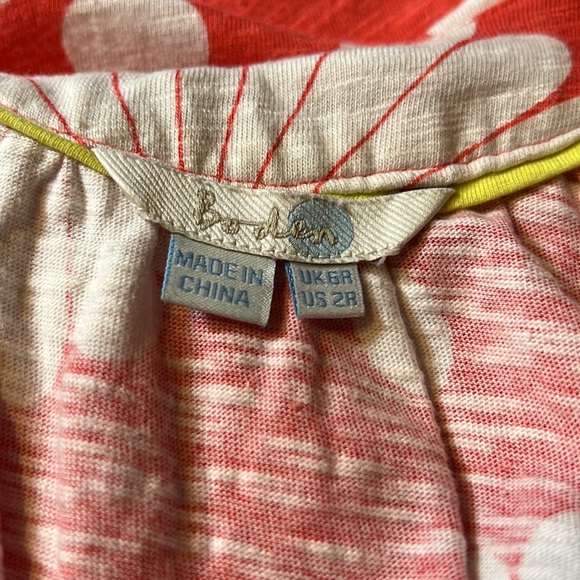 Boden
MADE IN
CHINA
UK6R
US 2R